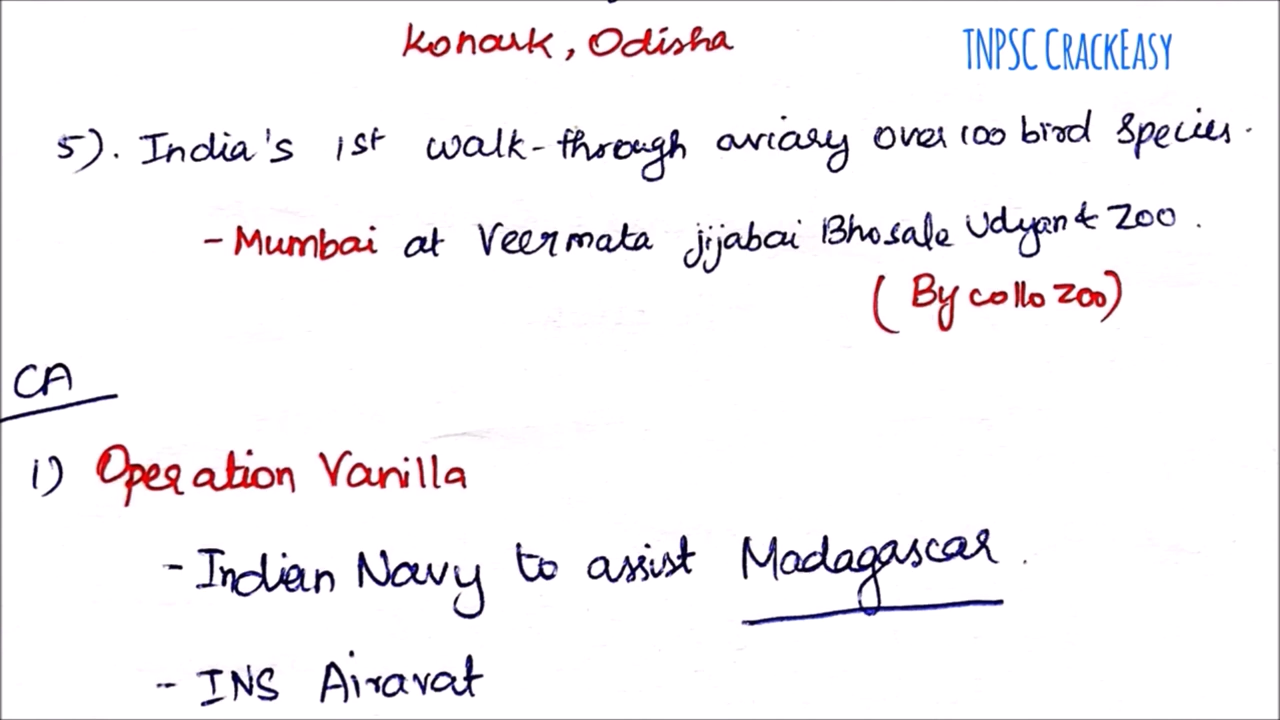 Konark, Odisha
TNPSC CRACKEASY
5). India's 1st walk-through aviary over 100 bird species.
- Mumbai at Veermata jijabai Bhosale Udyan & Zoo.
(By collo zoo)
CA
1) Operation Vanilla
- Indian Navy to assist Madagascar.
- INS Airavat